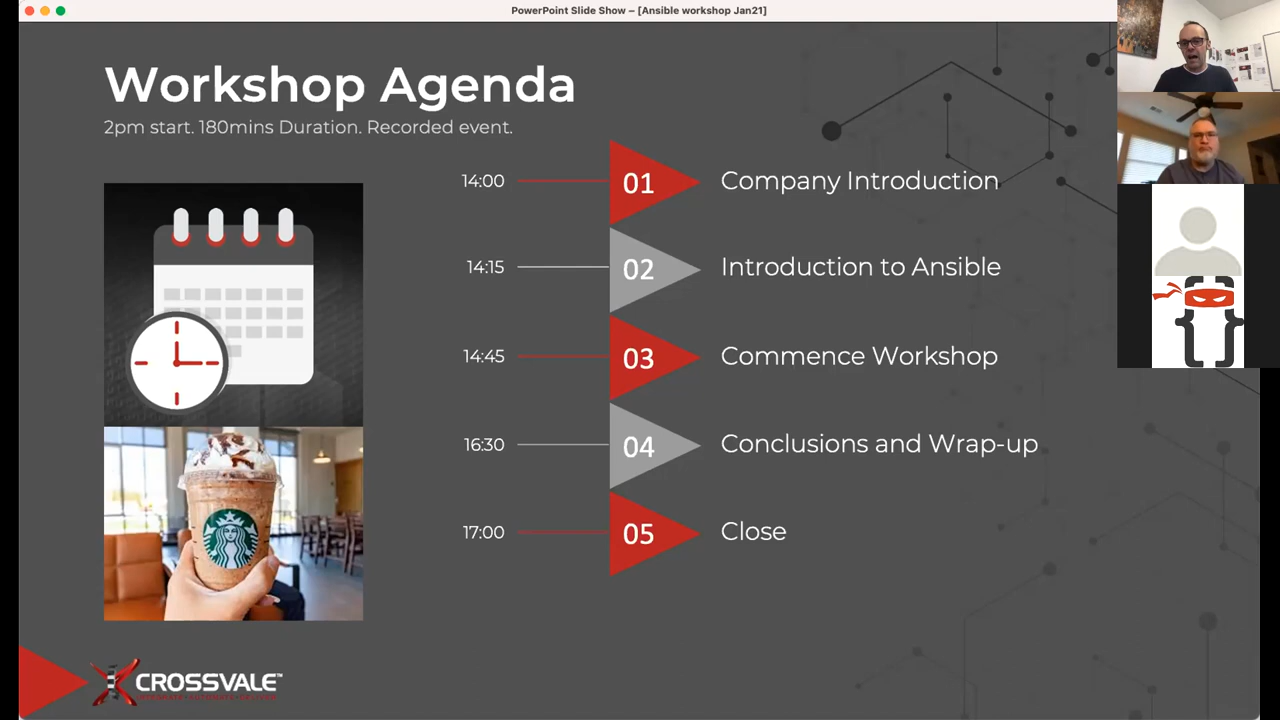 PowerPoint Slide Show – [Ansible workshop Jan21]
Workshop Agenda
2pm start. 180mins Duration. Recorded event.
14:00 01 Company Introduction
14:15 02 Introduction to Ansible
14:45 03 Commence Workshop
16:30 04 Conclusions and Wrap-up
17:00 05 Close
CROSSVALE™